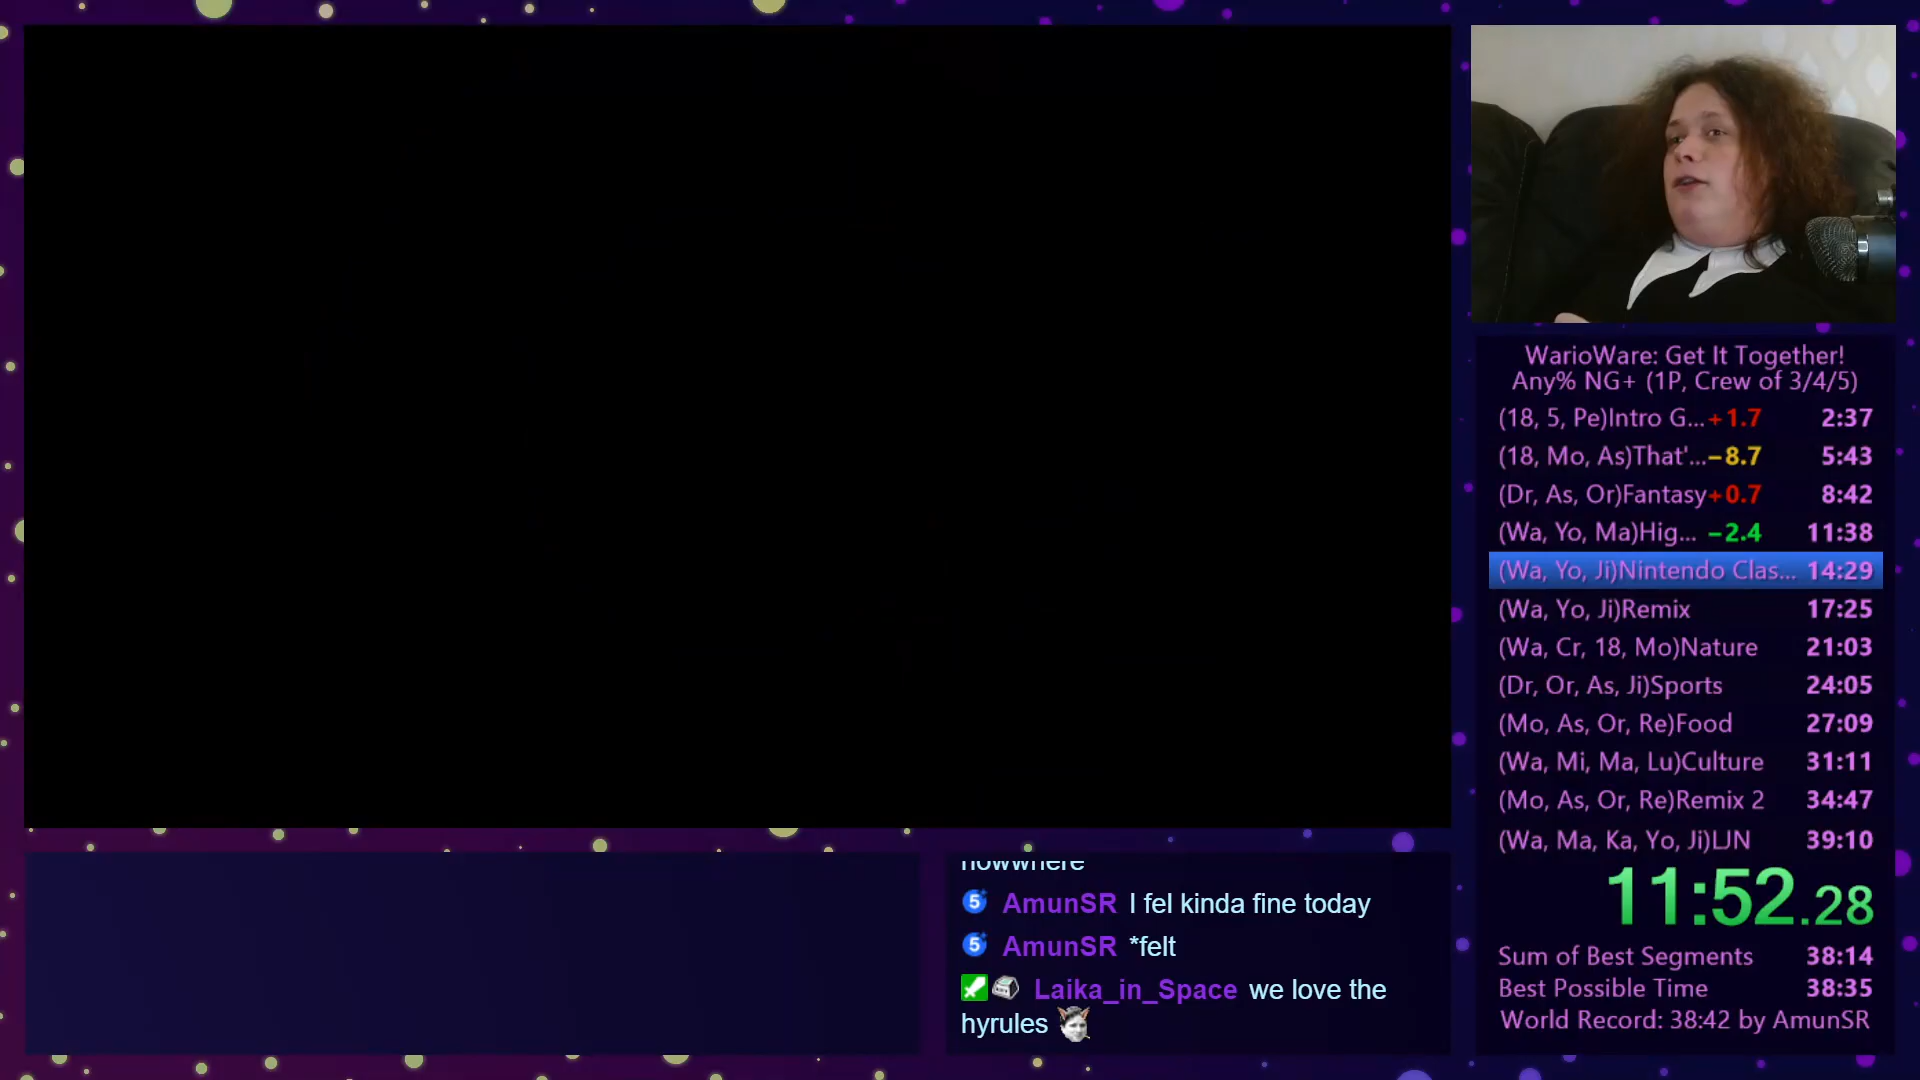 WarioWare: Get It Together!
Any% NG+ (1P, Crew of 3/4/5)
(18, 5, Pe)Intro G... +1.7 2:37
(18, Mo, As)That'... −8.7 5:43
(Dr, As, Or)Fantasy +0.7 8:42
(Wa, Yo, Ma)Hig... −2.4 11:38
(Wa, Yo, Ji)Nintendo Clas... 14:29
(Wa, Yo, Ji)Remix 17:25
(Wa, Cr, 18, Mo)Nature 21:03
(Dr, Or, As, Ji)Sports 24:05
(Mo, As, Or, Re)Food 27:09
(Wa, Mi, Ma, Lu)Culture 31:11
(Mo, As, Or, Re)Remix 2 34:47
(Wa, Ma, Ka, Yo, Ji)LJN 39:10
11:52.28
Sum of Best Segments 38:14
Best Possible Time 38:35
World Record: 38:42 by AmunSR
nowwhere
5 AmunSR I fel kinda fine today
5 AmunSR *felt
Laika_in_Space we love the
hyrules